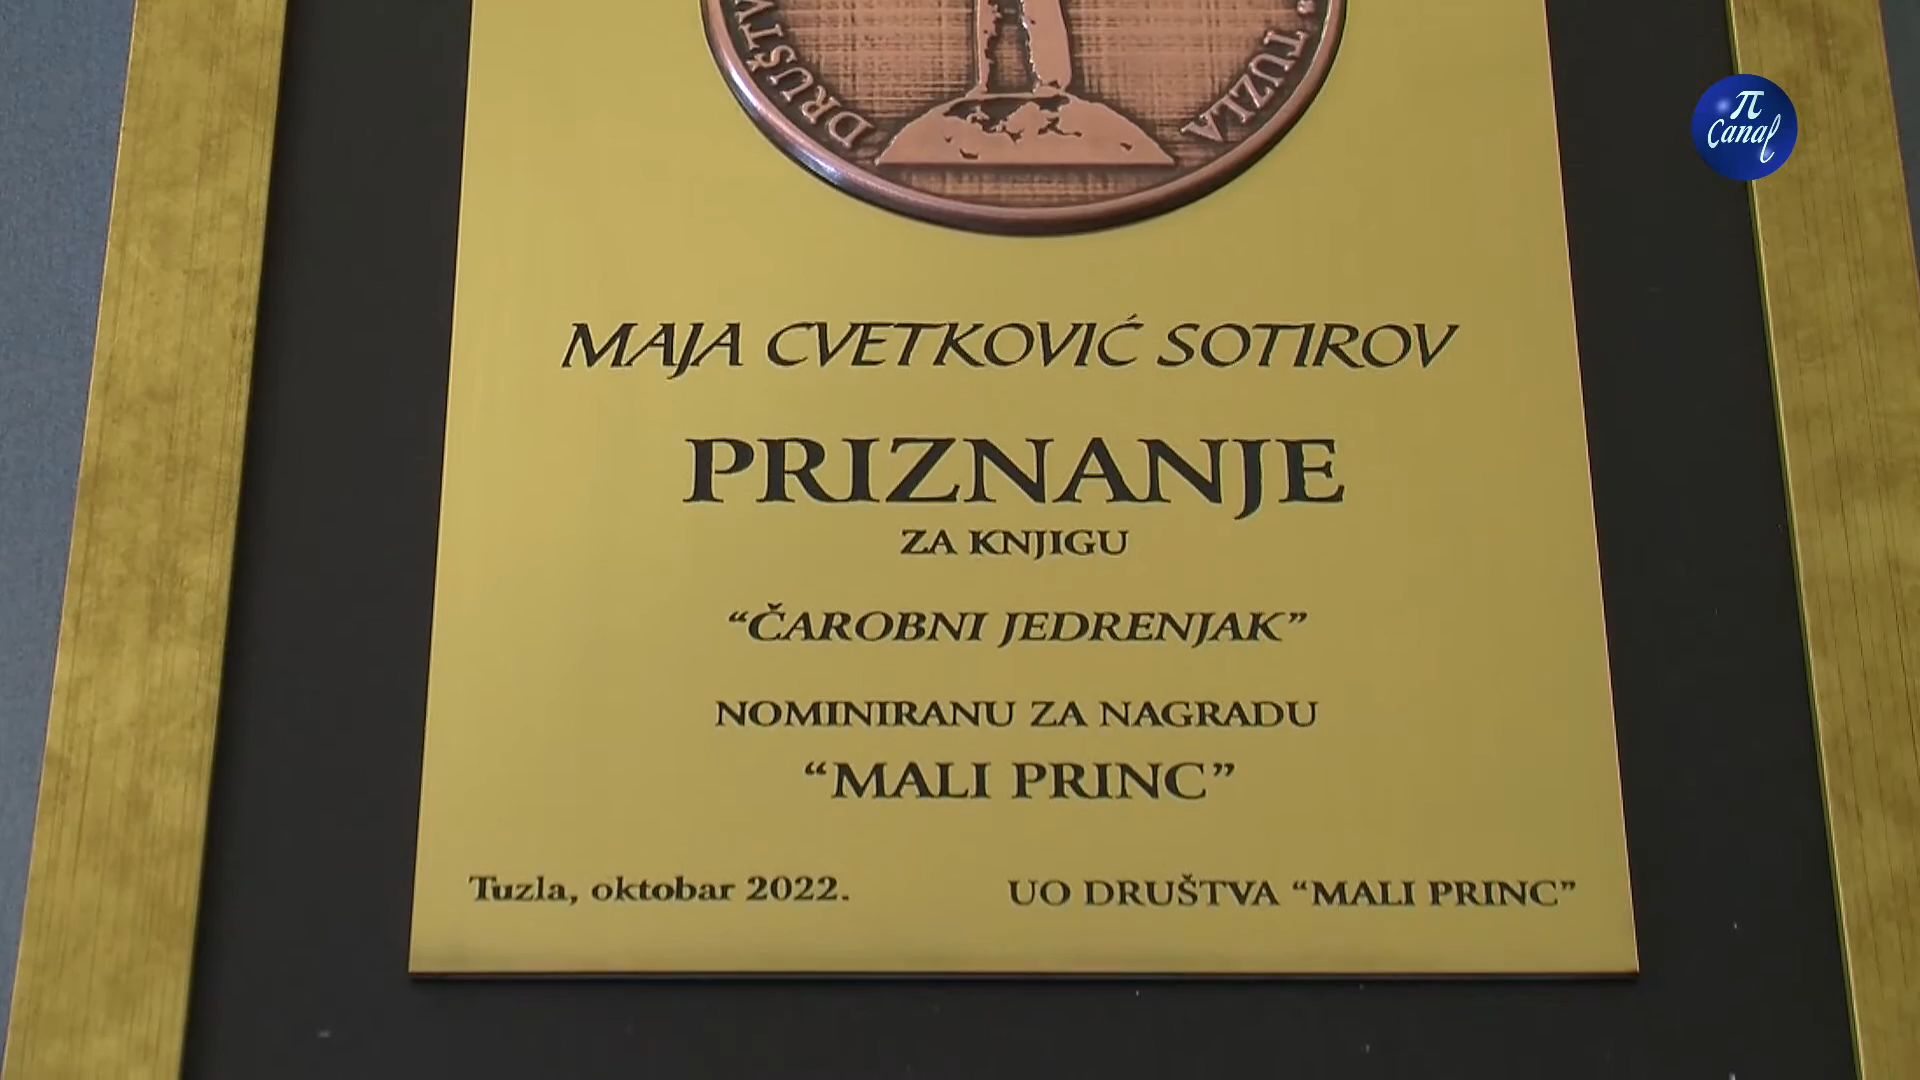 TUZLA
π
Canal
MAJA CVETKOVIĆ SOTIROV
PRIZNANJE
ZA KNJIGU
“ČAROBNI JEDRENJAK”
NOMINIRANU ZA NAGRADU
“MALI PRINC”
Tuzla, oktobar 2022.
UO DRUŠTVA “MALI PRINC”